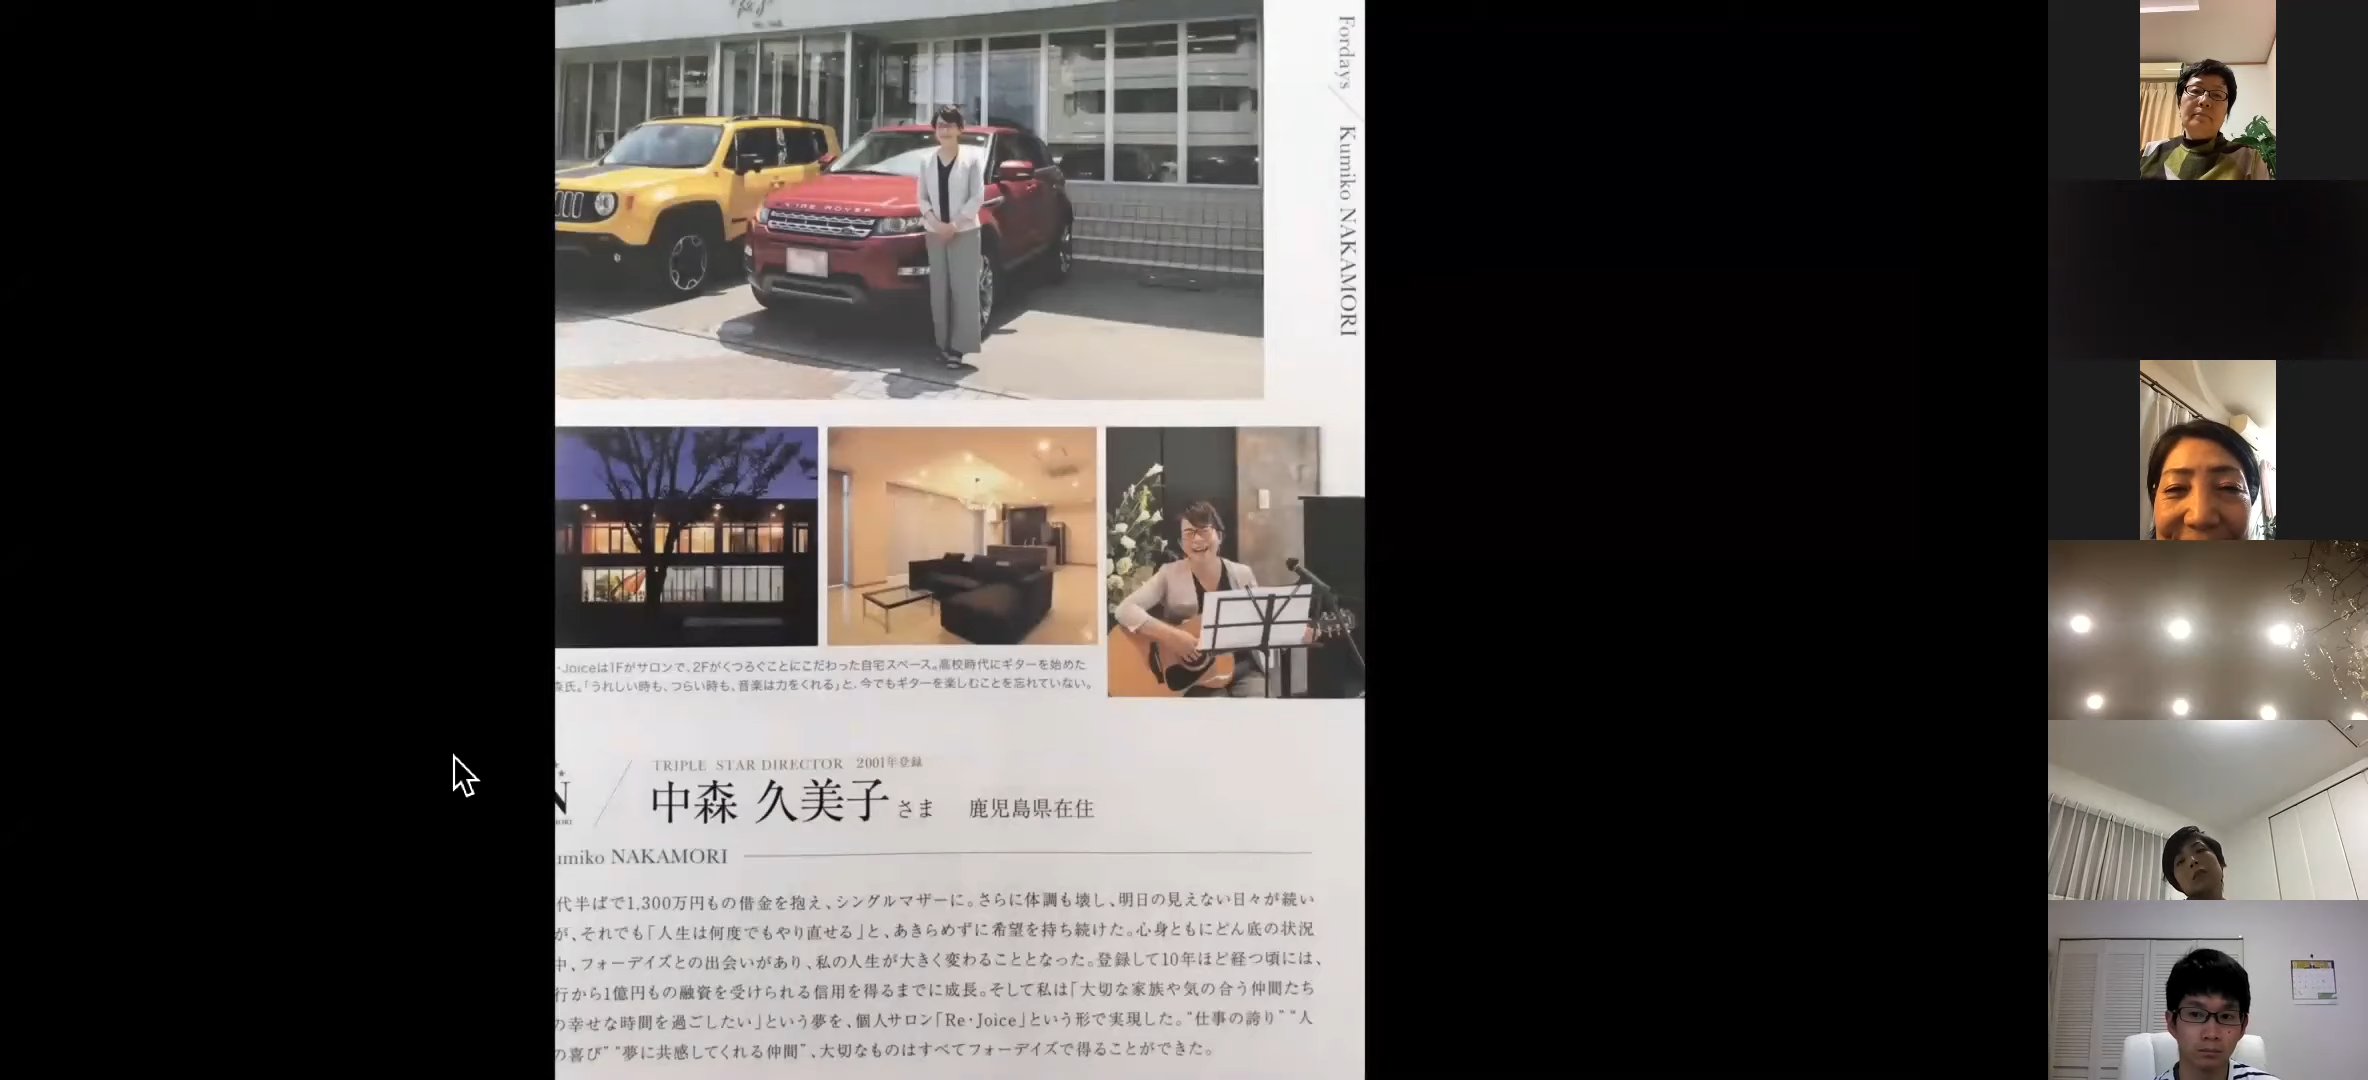 Fordays / Kumiko NAKAMORI
RANGE ROVER
・Joiceは1Fがサロンで、2Fがくつろぐことにこだわった自宅スペース。高校時代にギターを始めた
森氏。「うれしい時も、つらい時も、音楽は力をくれる」と、今でもギターを楽しむことを忘れていない。
TRIPLE STAR DIRECTOR 2001年登録
N
中森 久美子さま 鹿児島県在住
umiko NAKAMORI
代半ばで1,300万円もの借金を抱え、シングルマザーに。さらに体調も壊し、明日の見えない日々が続い
が、それでも「人生は何度でもやり直せる」と、あきらめずに希望を持ち続けた。心身ともにどん底の状況
中、フォーデイズとの出会いがあり、私の人生が大きく変わることとなった。登録して10年ほど経つ頃には、
行から1億円もの融資を受けられる信用を得るまでに成長。そして私は「大切な家族や気の合う仲間たち
の幸せな時間を過ごしたい」という夢を、個人サロン「Re・Joice」という形で実現した。“仕事の誇り”“人
の喜び”“夢に共感してくれる仲間”、大切なものはすべてフォーデイズで得ることができた。